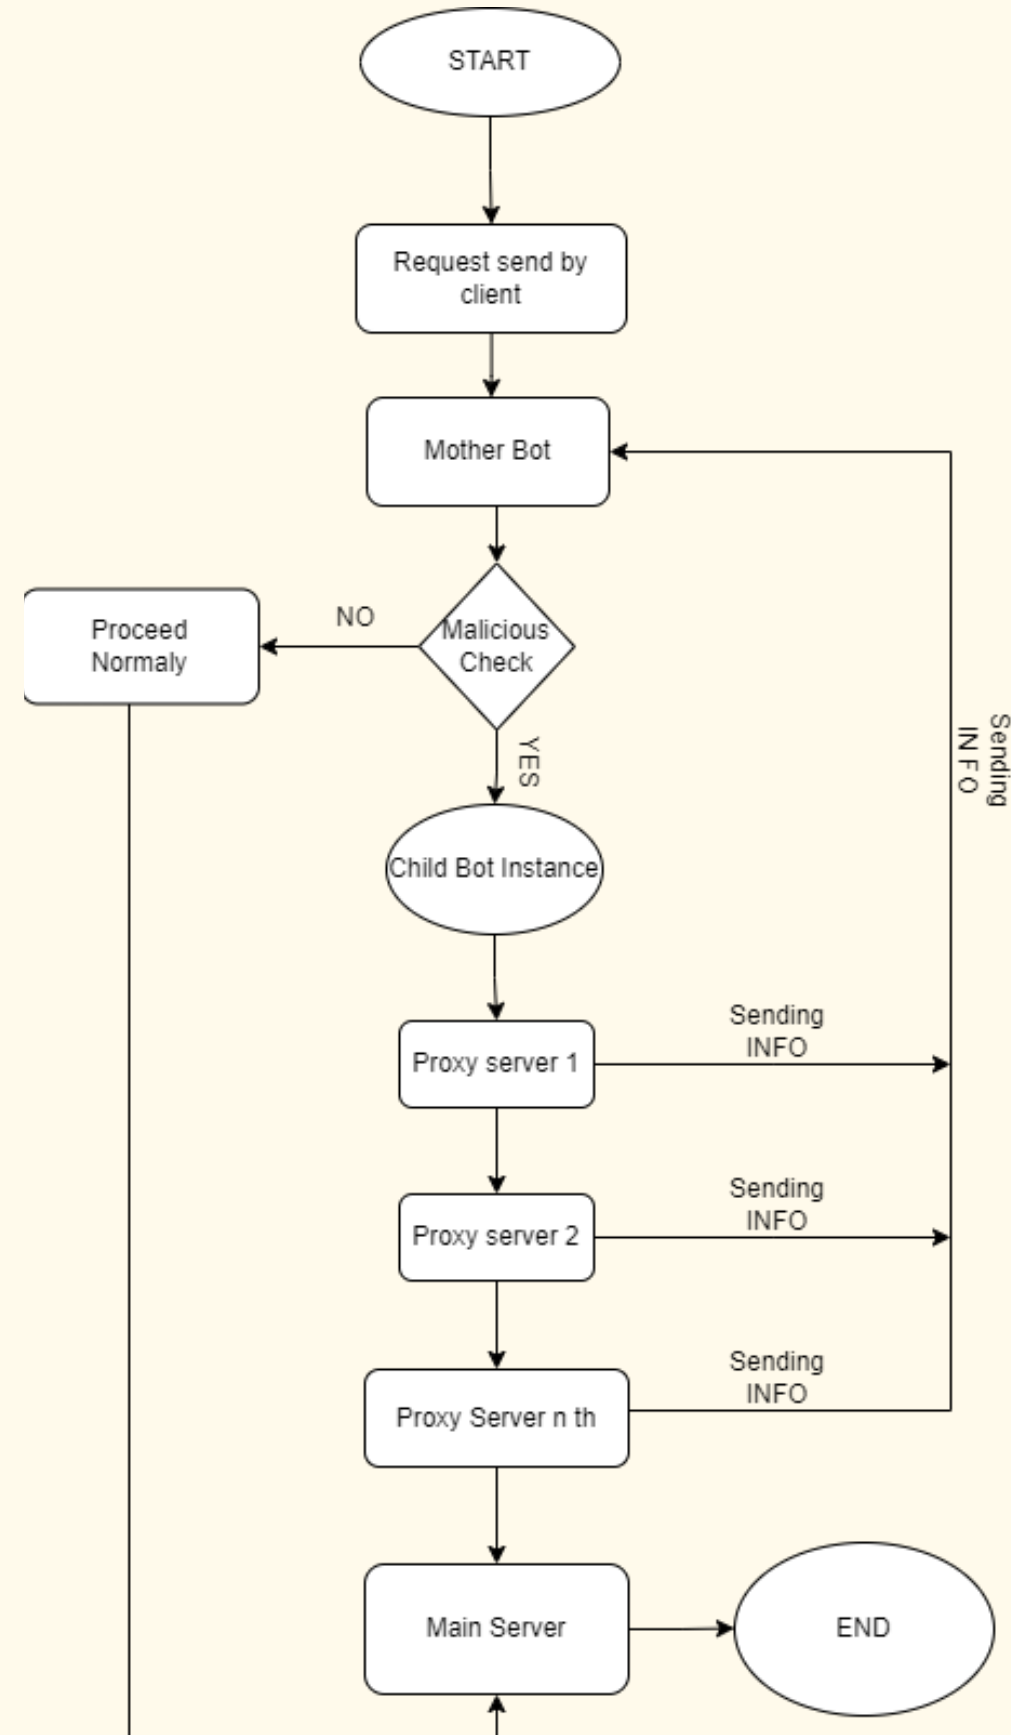 START
Request send by
client
Mother Bot
Malicious
Check
NO
Proceed
Normaly
YES
Child Bot Instance
Sending
INFO
Proxy server 1
Sending
INFO
Proxy server 2
Sending
INFO
Proxy Server n th
Sending
INFO
Main Server
END